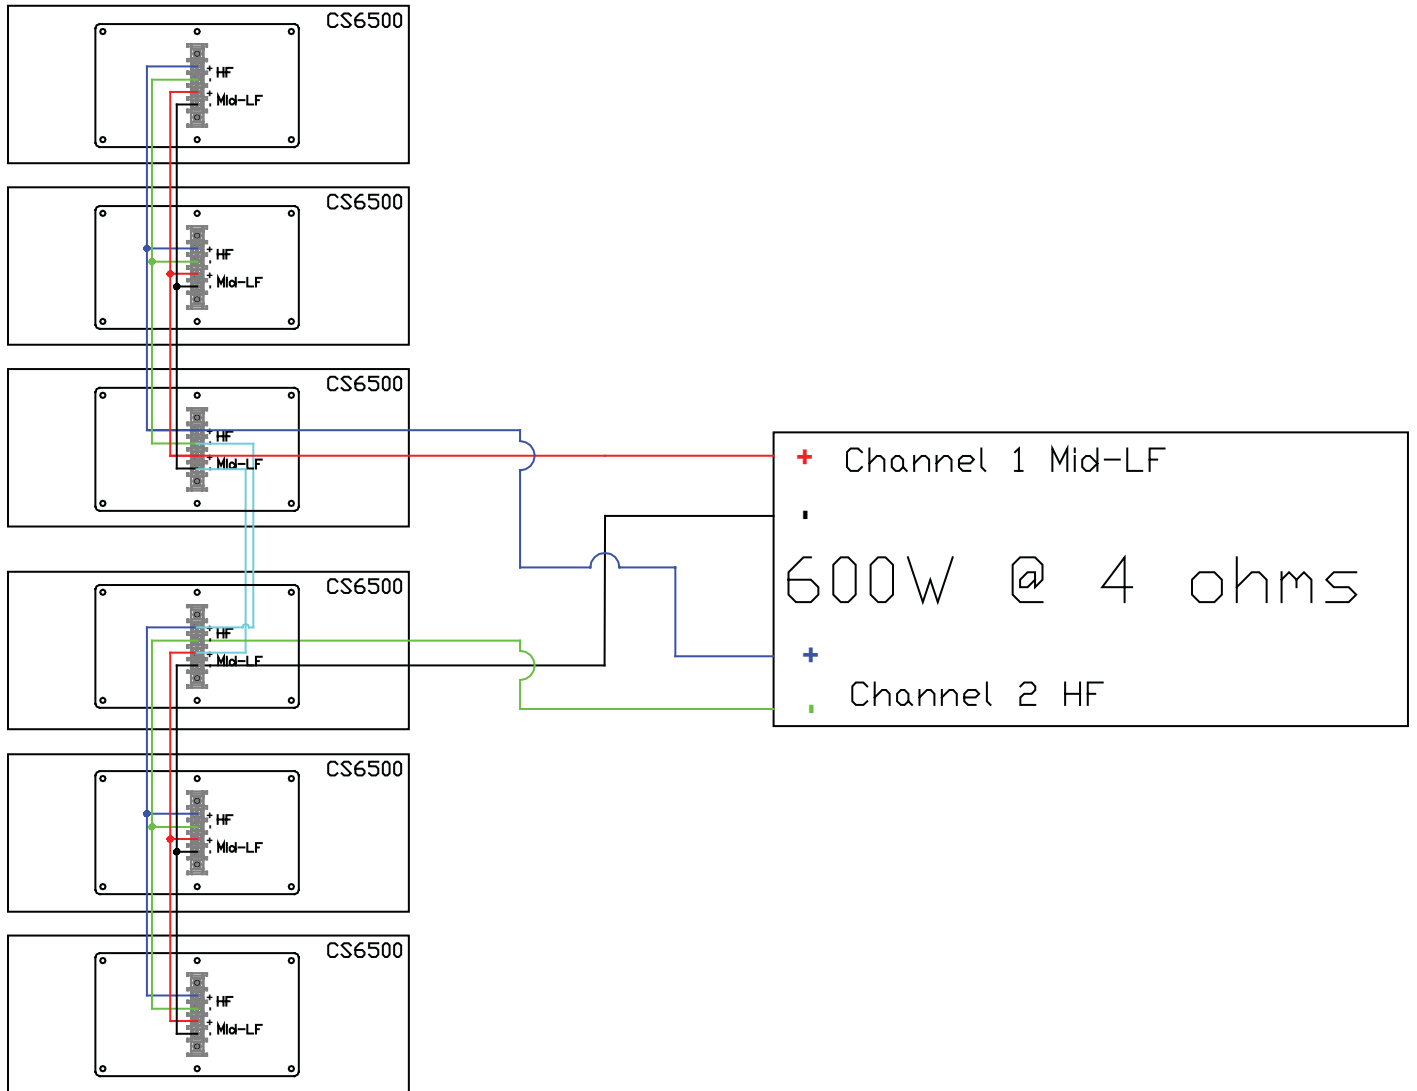 CS6500
+ HF
-
+ Mid-LF
-
CS6500
+ HF
-
+ Mid-LF
-
CS6500
+ HF
-
+ Mid-LF
-
CS6500
+ HF
-
+ Mid-LF
-
CS6500
+ HF
-
+ Mid-LF
-
CS6500
+ HF
-
+ Mid-LF
-
+ Channel 1 Mid-LF
-
600W @ 4 ohms
+
- Channel 2 HF